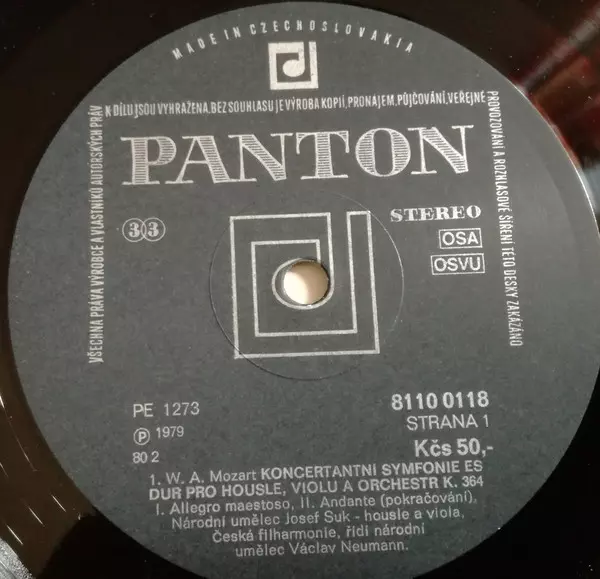 MADE IN CZECHOSLOVAKIA
VŠECHNA PRÁVA VÝROBCE A VLASTNÍKŮ AUTORSKÝCH PRÁV
K DÍLU JSOU VYHRAŽENA. BEZ SOUHLASU JE VÝROBA KOPIÍ, PRONÁJEM, PŮJČOVÁNÍ, VEŘEJNÉ
PROVOZOVÁNÍ A ROZHLASOVÉ ŠÍŘENÍ TÉTO DESKY ZAKÁZÁNO
PANTON
33
STEREO
OSA
OSVU
PE 1273
℗ 1979
80 2
8110 0118
STRANA 1
Kčs 50,-
1. W. A. Mozart KONCERTANTNÍ SYMFONIE ES
DUR PRO HOUSLE, VIOLU A ORCHESTR K. 364
I. Allegro maestoso, II. Andante (pokračování),
Národní umělec Josef Suk - housle a viola,
Česká filharmonie, řídí národní
umělec Václav Neumann.